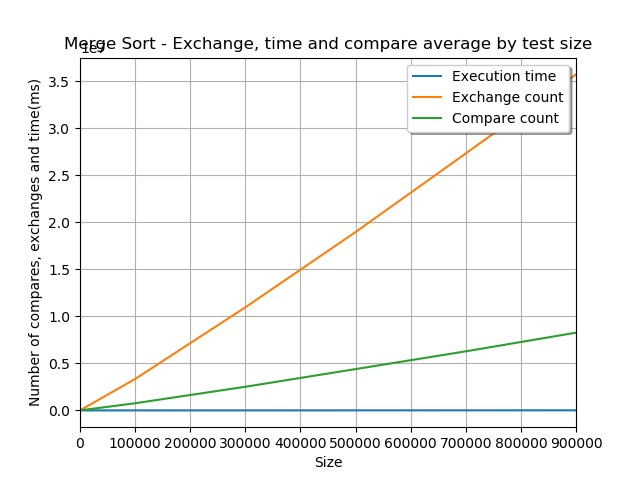 Merge Sort - Exchange, time and compare average by test size
1e7
Execution time
Exchange count
Compare count
3.5
3.0
2.5
2.0
1.5
1.0
0.5
0.0
Number of compares, exchanges and time(ms)
0 100000 200000 300000 400000 500000 600000 700000 800000 900000
Size